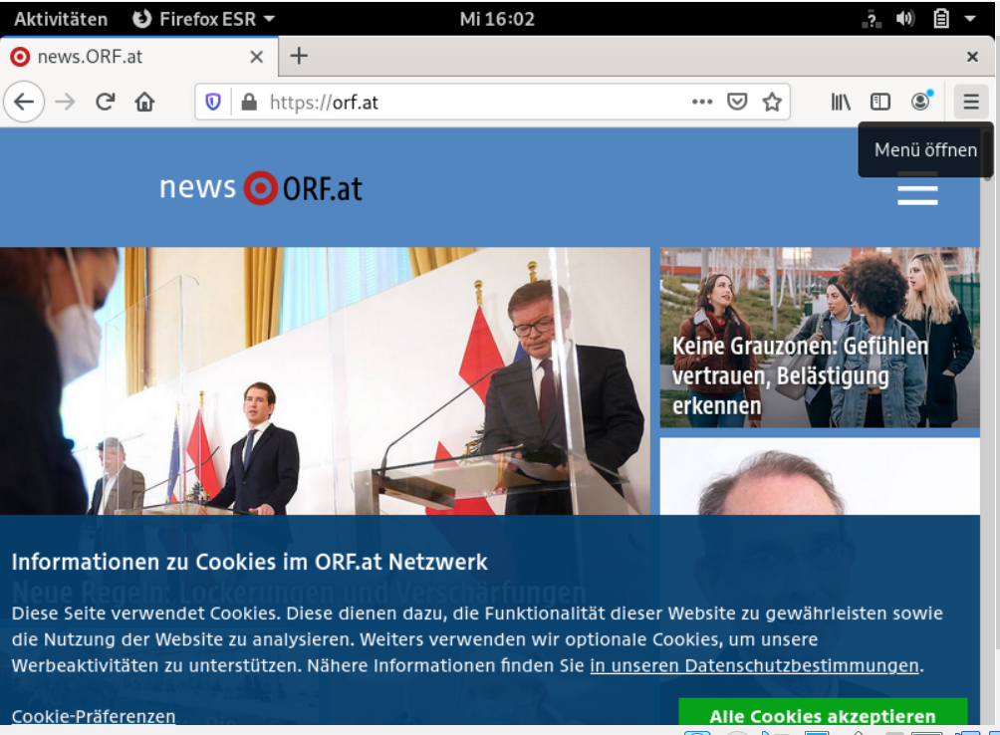 Aktivitäten Firefox ESR Mi 16:02
news.ORF.at
https://orf.at
Menü öffnen
news ORF.at
Keine Grauzonen: Gefühlen
vertrauen, Belästigung
erkennen
Informationen zu Cookies im ORF.at Netzwerk
Neue Regeln: Lockerungen und Verschärfungen
Diese Seite verwendet Cookies. Diese dienen dazu, die Funktionalität dieser Website zu gewährleisten sowie
die Nutzung der Website zu analysieren. Weiters verwenden wir optionale Cookies, um unsere
Werbeaktivitäten zu unterstützen. Nähere Informationen finden Sie in unseren Datenschutzbestimmungen.
Die
Cookie-Präferenzen Alle Cookies akzeptieren